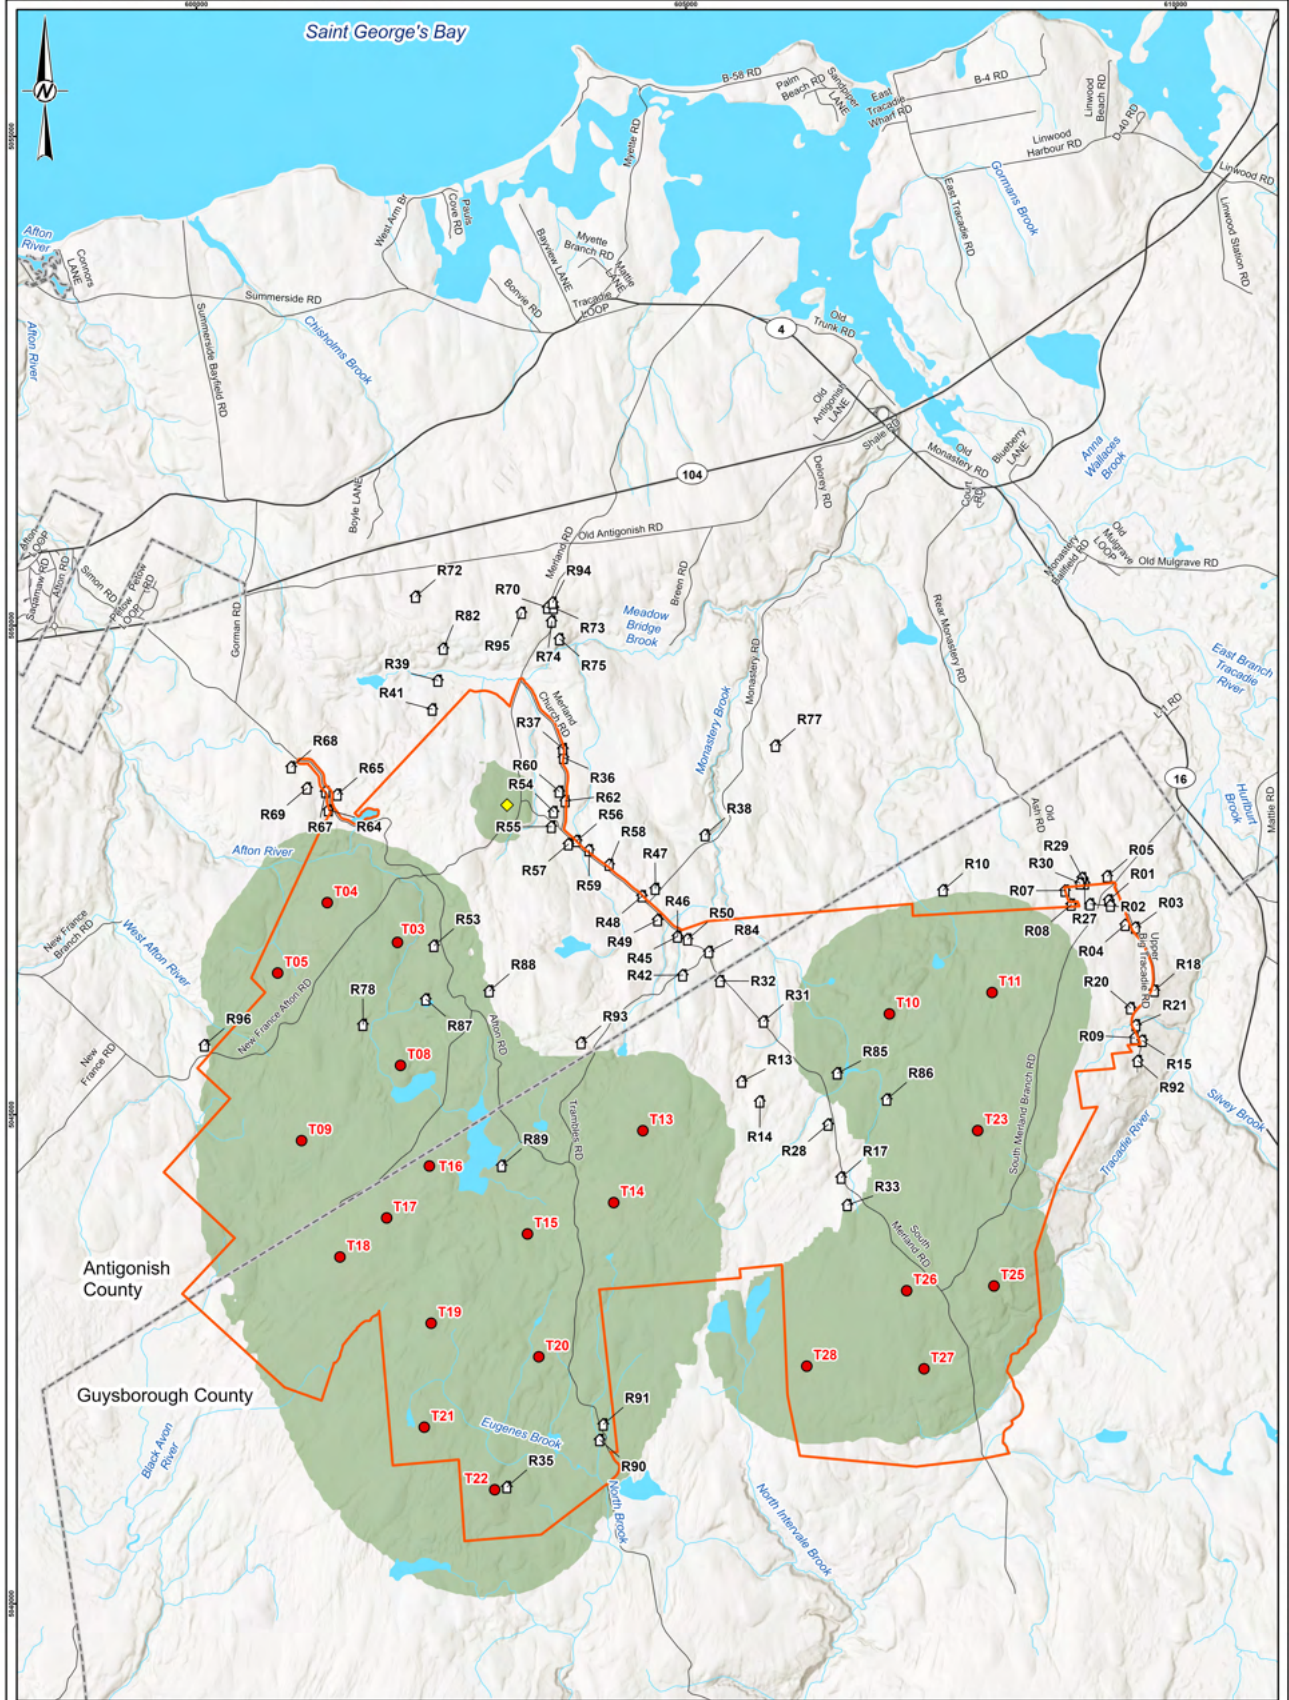 600000
605000
610000
Saint George's Bay
N
B-58 RD
Palm
Beach RD
Sandpiper
LANE
East
Tracadie
Wharf RD
B-4 RD
Linwood
Beach RD
D-40 RD
Linwood
Harbour RD
Linwood RD
Linwood Station RD
Myette RD
Gormans Brook
East Tracadie RD
West Arm Br
Pauls
Cove RD
Bayview LANE
Myette
Branch RD
Mattie
LANE
Bonvie RD
Tracadie
LOOP
Afton
River
Connors
LANE
Summerside RD
Afton River
Summerside Bayfield RD
Chisholms Brook
4
Old
Trunk RD
Old
Antigonish
LANE
Shale RD
Old
Monastery RD
Blueberry
LANE
Anna
Wallaces
Brook
Court
RD
104
Delorey RD
Boyle LANE
Old Antigonish RD
Merland RD
Breen RD
Old
Mulgrave
LOOP
Monastery
Ballfield RD
Old Mulgrave RD
Afton
LOOP
Saqamaw RD
Afton RD
Simon RD
Petow
LOOP
Petow
RD
Gorman RD
R72
R94
R70
R82
R95
R73
R74
R75
Meadow
Bridge
Brook
R39
R41
Monastery RD
Rear Monastery RD
East Branch
Tracadie
River
L-1 RD
Merland
Church RD
Monastery Brook
R37
R77
R68
R65
R60
R36
R54
R62
R69
R67
R64
R55
R56
R58
R38
16
Hurlburt
Brook
Mattie RD
Old
Ash RD
Afton River
R57
R59
R47
R46
R48
R49
R50
R45
R84
R42
R32
R10
R29
R30
R05
R07
R01
R02
R27
R03
R08
R04
Upper
Big Tracadie RD
R18
R20
R21
R09
R15
R92
T04
T03
R53
T05
New France
Branch RD
West Afton River
R88
R78
R87
R96
New France Afton RD
Afton RD
New
France RD
R93
R31
T11
T10
T08
R13
R85
R86
R14
R28
Silvey Brook
Tracadie River
South Merland Branch RD
T09
Trambles RD
T13
T23
R89
T16
R17
T14
R33
T17
T15
T18
South
Merland RD
Antigonish
County
T26
T25
T19
T20
T28
T27
Guysborough County
T21
Eugenes Brook
R91
R90
Black Avon
River
T22
R35
North Brook
North Intervale Brook